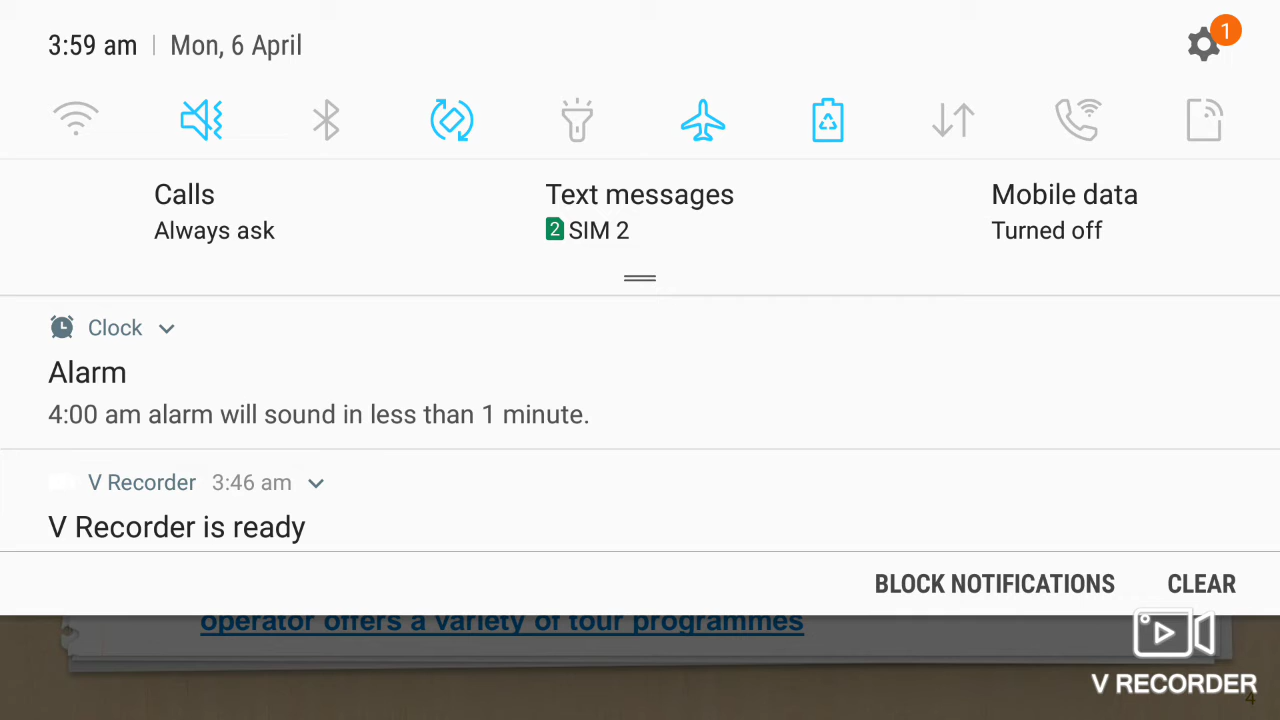 3:59 am | Mon, 6 April
1
Calls
Always ask
Text messages
2 SIM 2
Mobile data
Turned off
Clock
Alarm
4:00 am alarm will sound in less than 1 minute.
V Recorder 3:46 am
V Recorder is ready
BLOCK NOTIFICATIONS CLEAR
operator offers a variety of tour programmes
V RECORDER
4